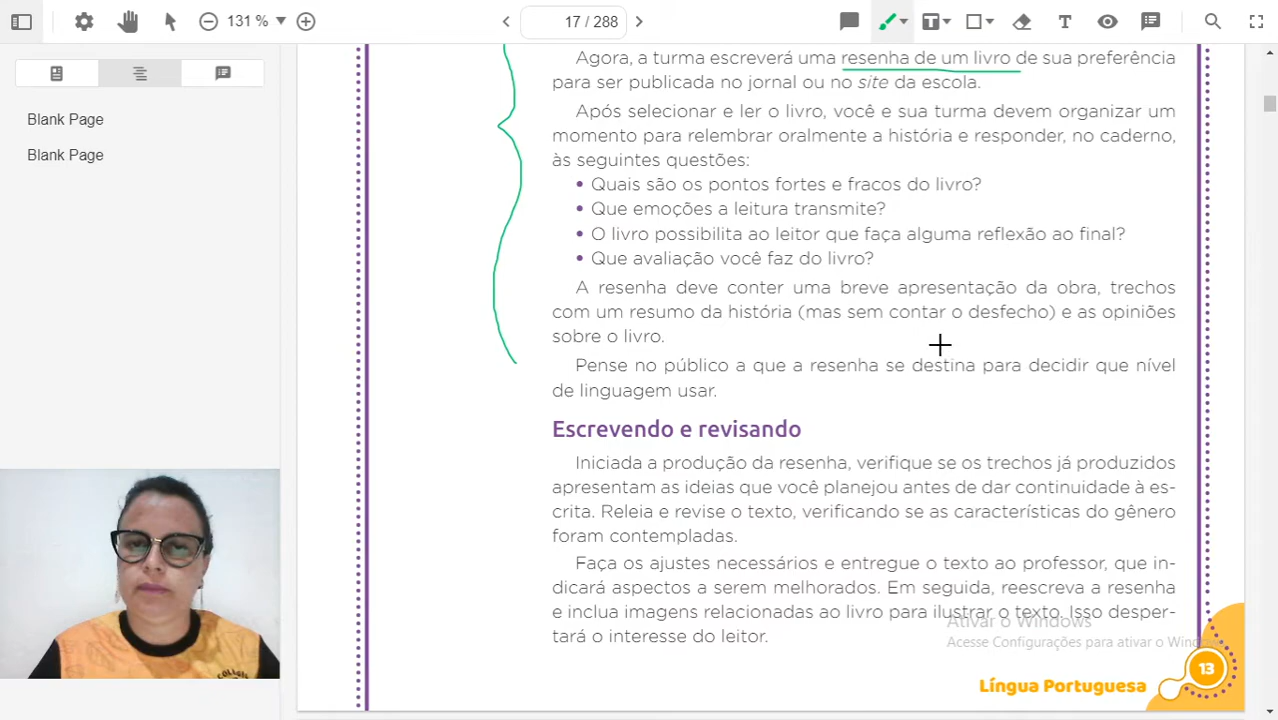 131 %
17 / 288
Blank Page
Blank Page
Agora, a turma escreverá uma resenha de um livro de sua preferência
para ser publicada no jornal ou no site da escola.
Após selecionar e ler o livro, você e sua turma devem organizar um
momento para relembrar oralmente a história e responder, no caderno,
às seguintes questões:
• Quais são os pontos fortes e fracos do livro?
• Que emoções a leitura transmite?
• O livro possibilita ao leitor que faça alguma reflexão ao final?
• Que avaliação você faz do livro?
A resenha deve conter uma breve apresentação da obra, trechos
com um resumo da história (mas sem contar o desfecho) e as opiniões
sobre o livro.
Pense no público a que a resenha se destina para decidir que nível
de linguagem usar.
Escrevendo e revisando
Iniciada a produção da resenha, verifique se os trechos já produzidos
apresentam as ideias que você planejou antes de dar continuidade à es-
crita. Releia e revise o texto, verificando se as características do gênero
foram contempladas.
Faça os ajustes necessários e entregue o texto ao professor, que in-
dicará aspectos a serem melhorados. Em seguida, reescreva a resenha
e inclua imagens relacionadas ao livro para ilustrar o texto. Isso desper-
tará o interesse do leitor.
Ativar o Windows
Acesse Configurações para ativar o Windows
Língua Portuguesa
13